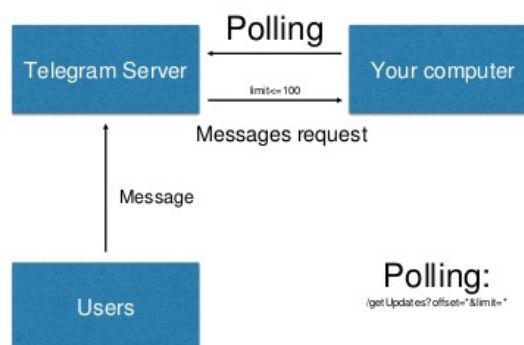 Polling
Telegram Server
Your computer
limit<=100
Messages request
Message
Users
Polling:
/getUpdates?offset=*&limit=*